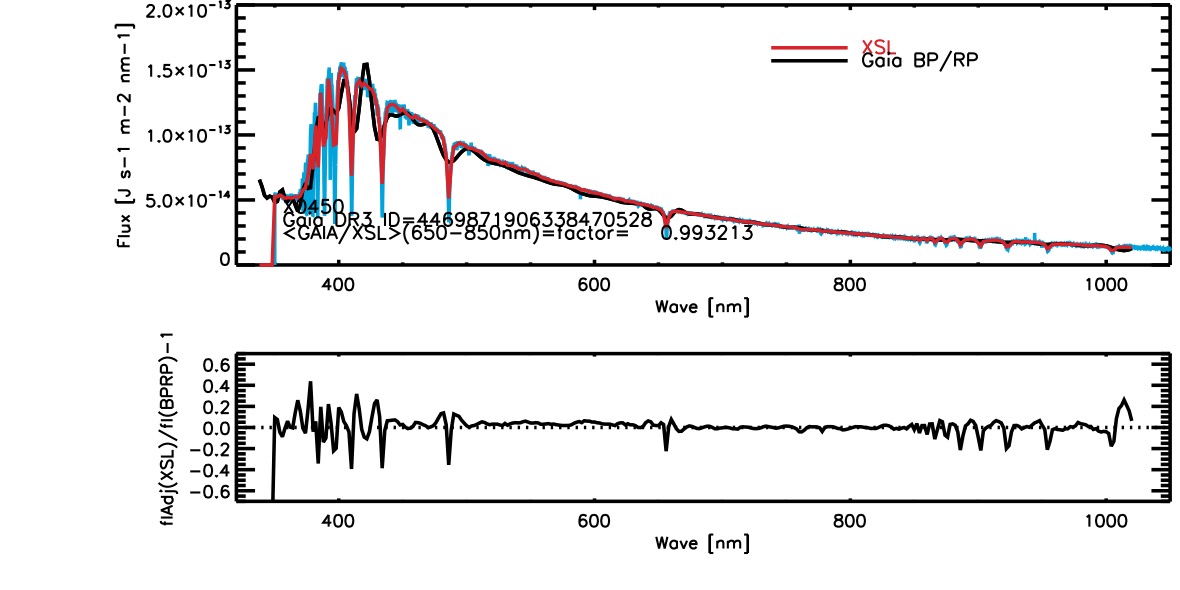 2.0×10−13
1.5×10−13
1.0×10−13
5.0×10−14
0
Flux [J s−1 m−2 nm−1]
XSL
Gaia BP/RP
X0450
Gaia DR3 ID=4469871906338470528
<GAIA/XSL>(650−850nm)=factor= 0.993213
400 600 800 1000
Wave [nm]
0.6
0.4
0.2
0.0
−0.2
−0.4
−0.6
flAdj(XSL)/fl(BPRP)−1
400 600 800 1000
Wave [nm]